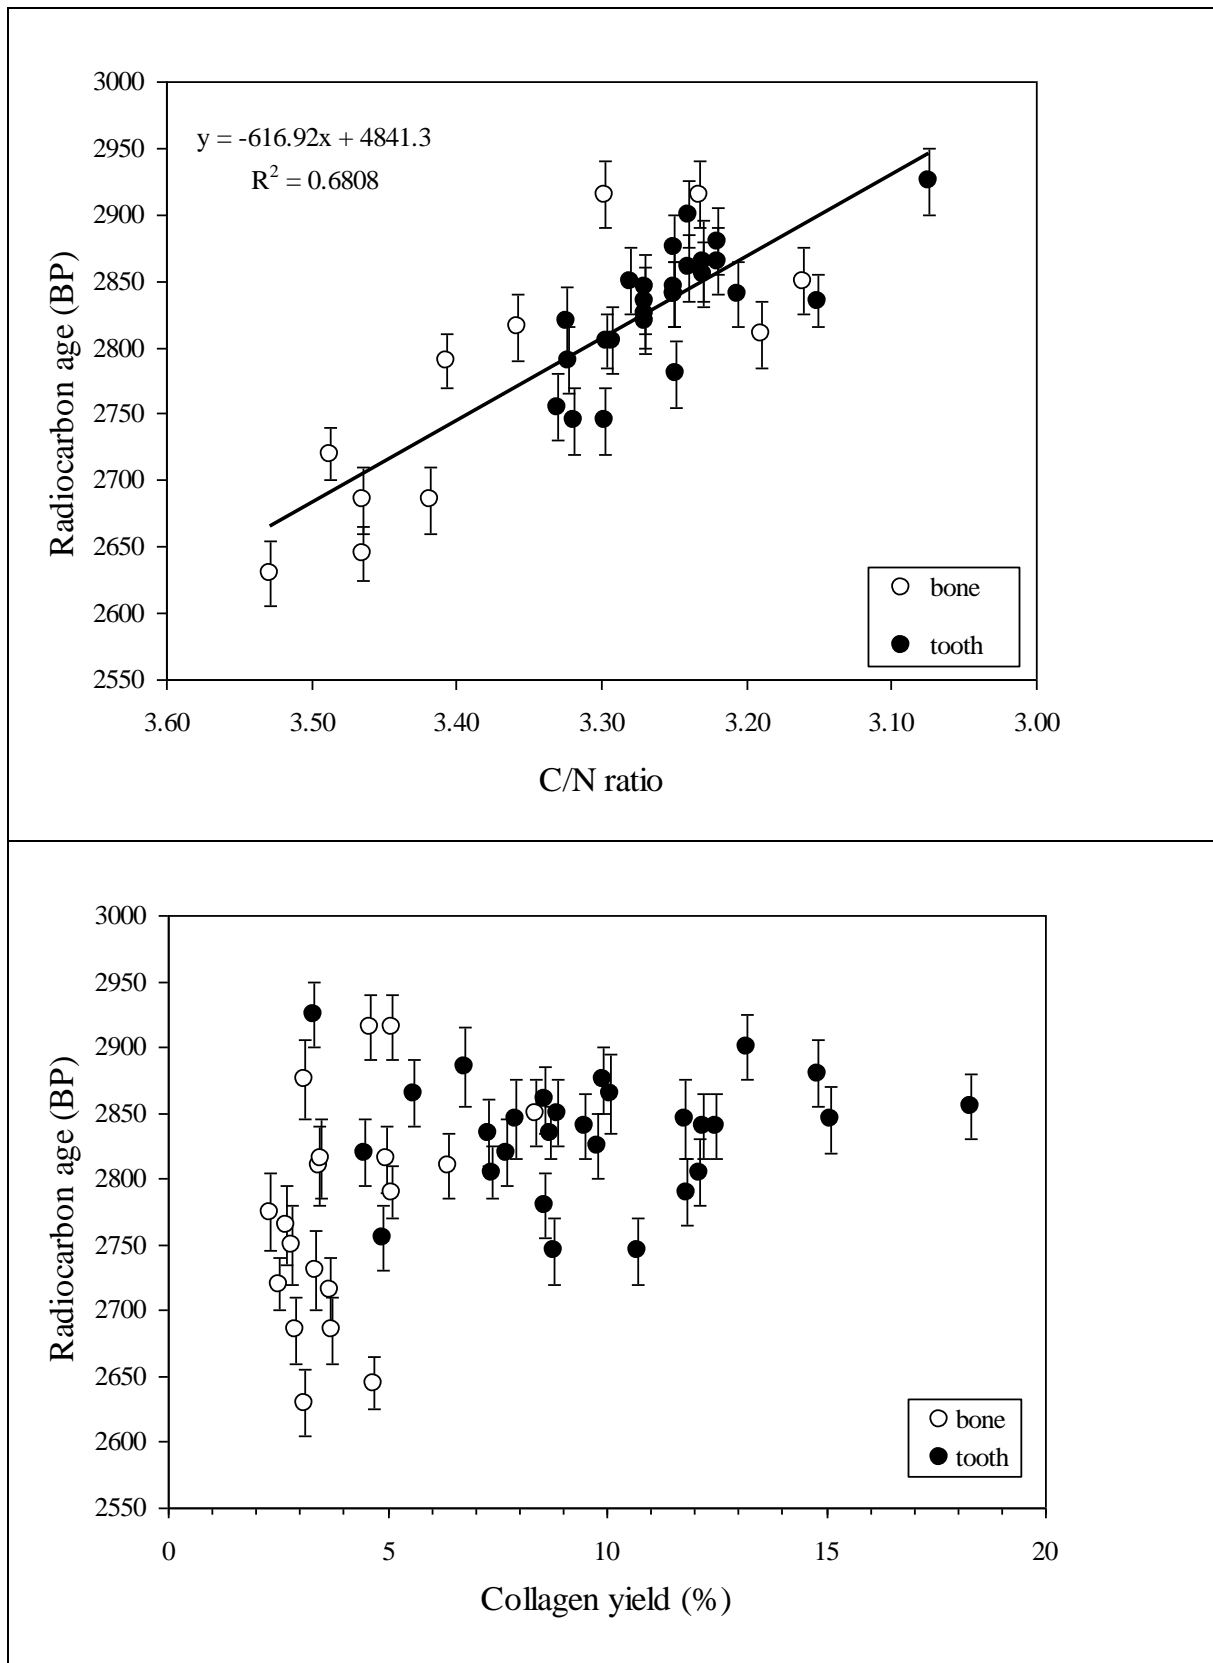 3000
2950
2900
2850
2800
2750
2700
2650
2600
2550
Radiocarbon age (BP)
y = -616.92x + 4841.3
R² = 0.6808
bone
tooth
3.60 3.50 3.40 3.30 3.20 3.10 3.00
C/N ratio
3000
2950
2900
2850
2800
2750
2700
2650
2600
2550
Radiocarbon age (BP)
bone
tooth
0 5 10 15 20
Collagen yield (%)